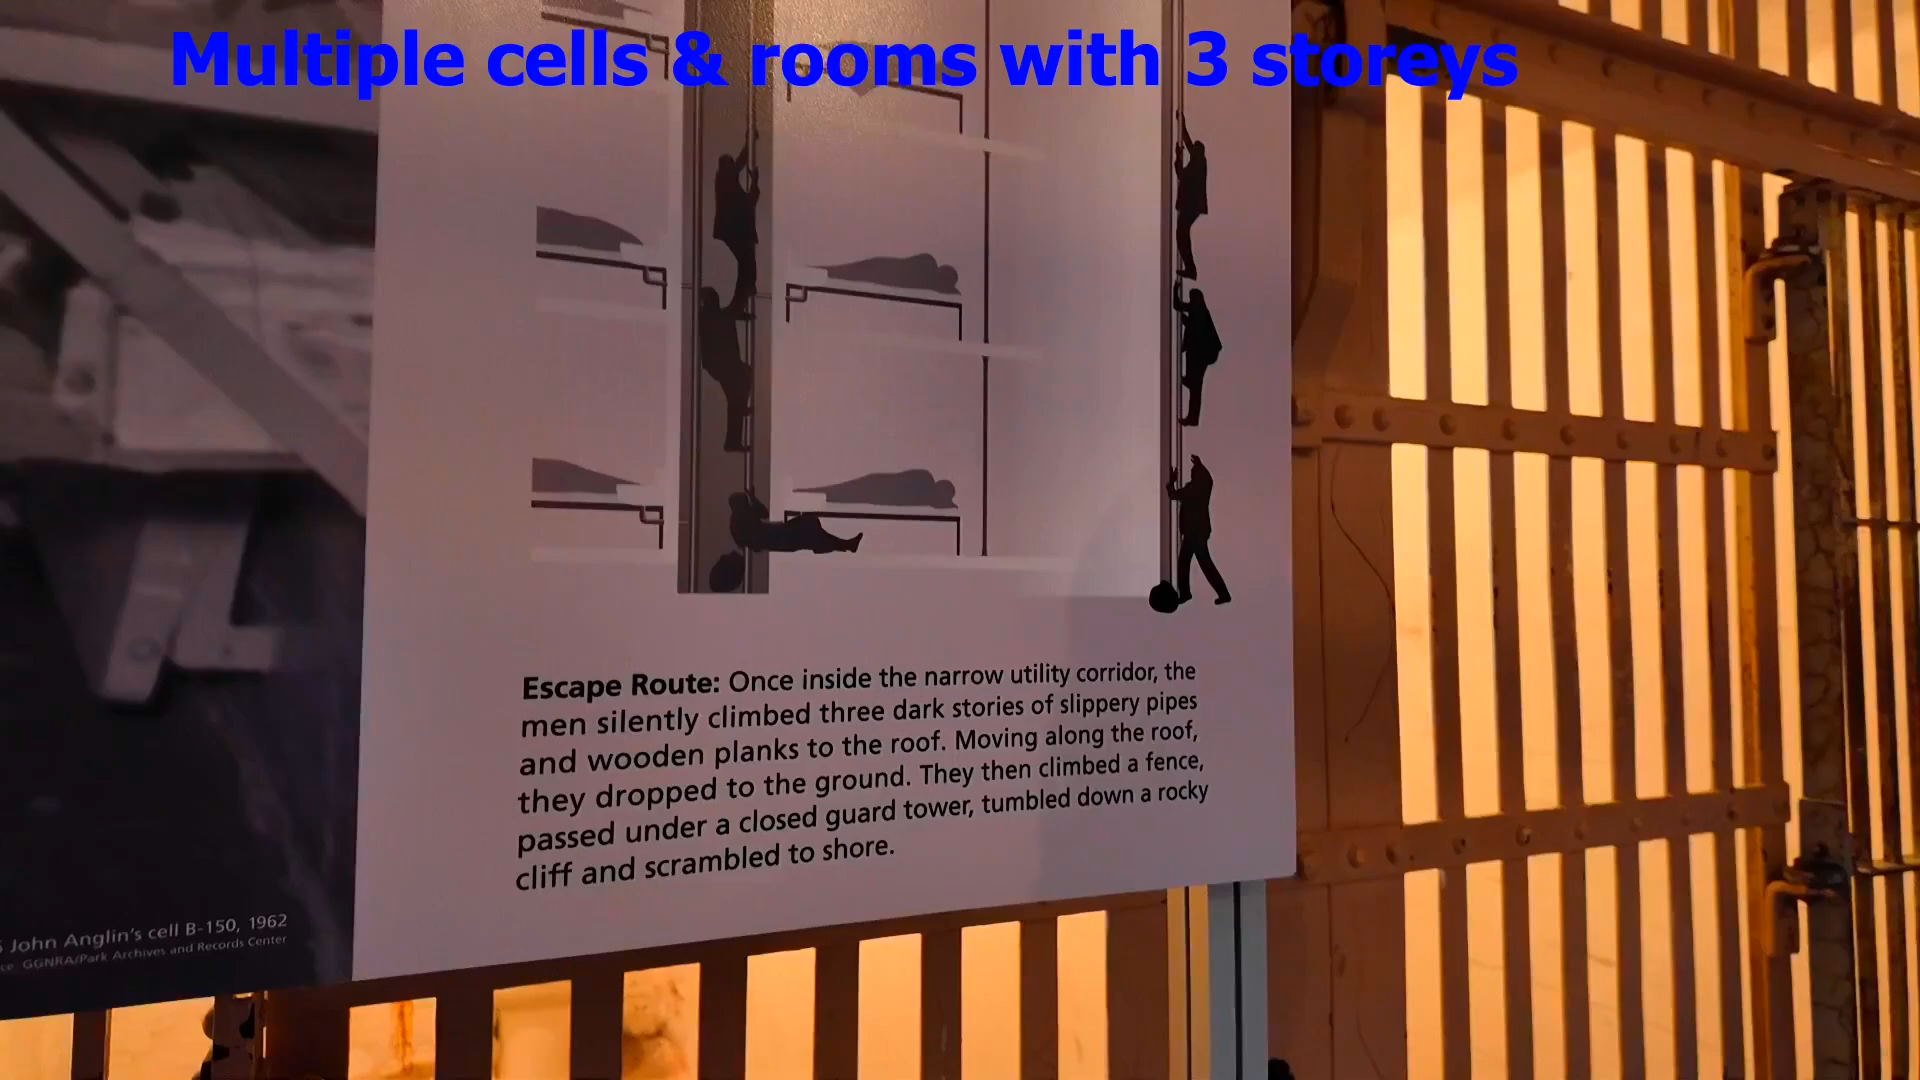 Multiple cells & rooms with 3 storeys
Escape Route: Once inside the narrow utility corridor, the
men silently climbed three dark stories of slippery pipes
and wooden planks to the roof. Moving along the roof,
they dropped to the ground. They then climbed a fence,
passed under a closed guard tower, tumbled down a rocky
cliff and scrambled to shore.
John Anglin's cell B-150, 1962
GGNRA/Park Archives and Records Center